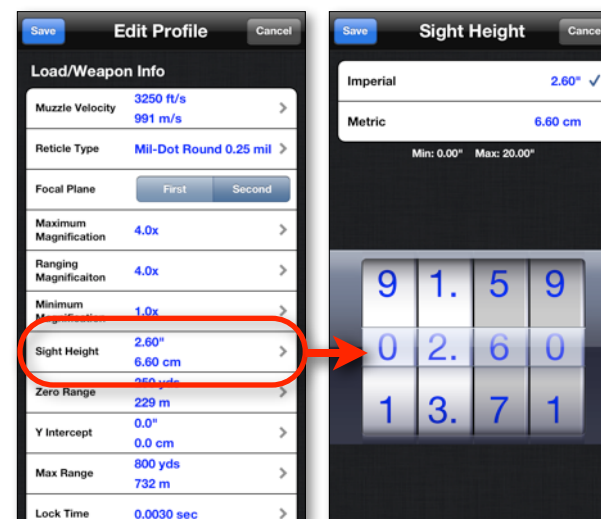 Save Edit Profile Cancel
Load/Weapon Info
Muzzle Velocity 3250 ft/s
991 m/s
Reticle Type Mil-Dot Round 0.25 mil
Focal Plane First Second
Maximum
Magnification 4.0x
Ranging
Magnificaiton 4.0x
Minimum
Magnification 1.0x
Sight Height 2.60"
6.60 cm
Zero Range 250 yds
229 m
Y Intercept 0.0"
0.0 cm
Max Range 800 yds
732 m
Lock Time 0.0030 sec
Save Sight Height Cance
Imperial 2.60" ✓
Metric 6.60 cm
Min: 0.00" Max: 20.00"
9 1. 5 9
0 2. 6 0
1 3. 7 1